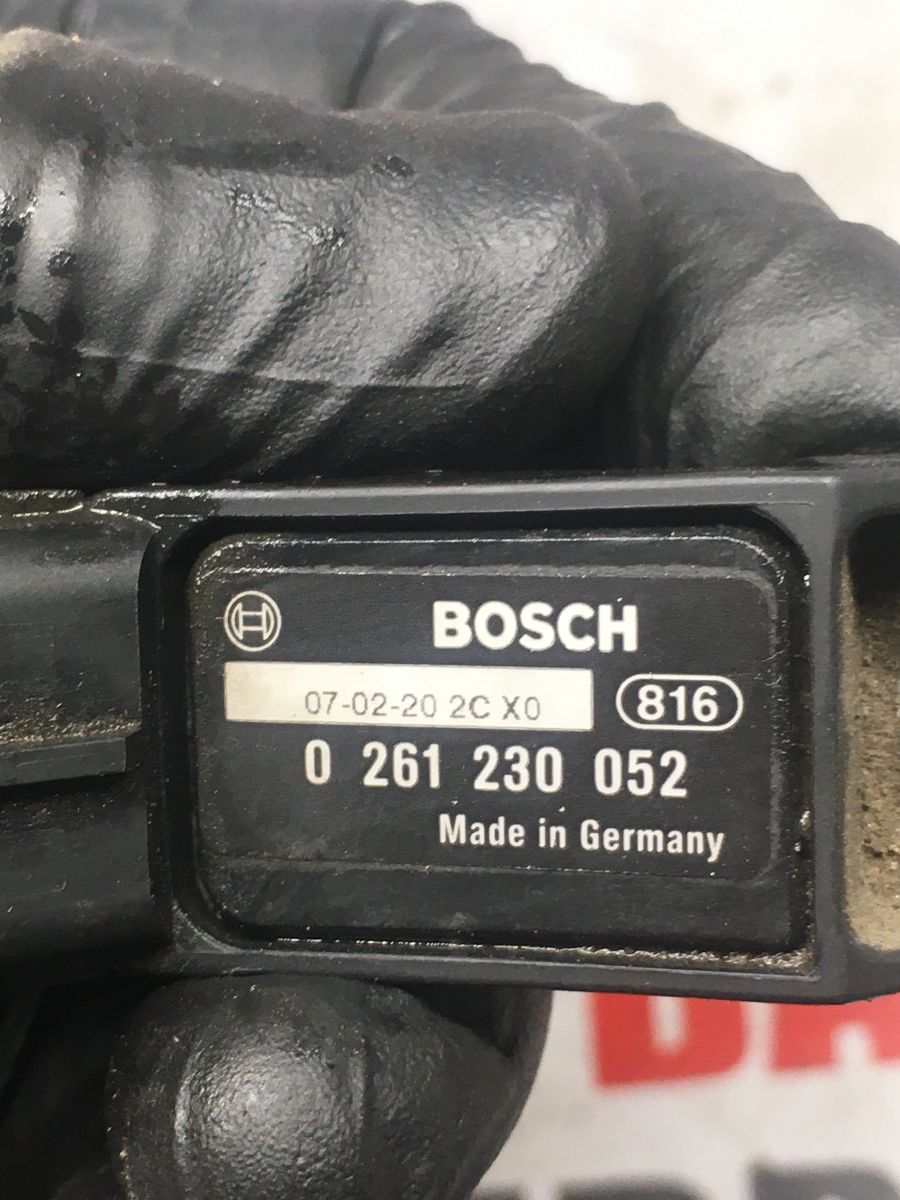 BOSCH
07-02-20 2C X0
816
0 261 230 052
Made in Germany